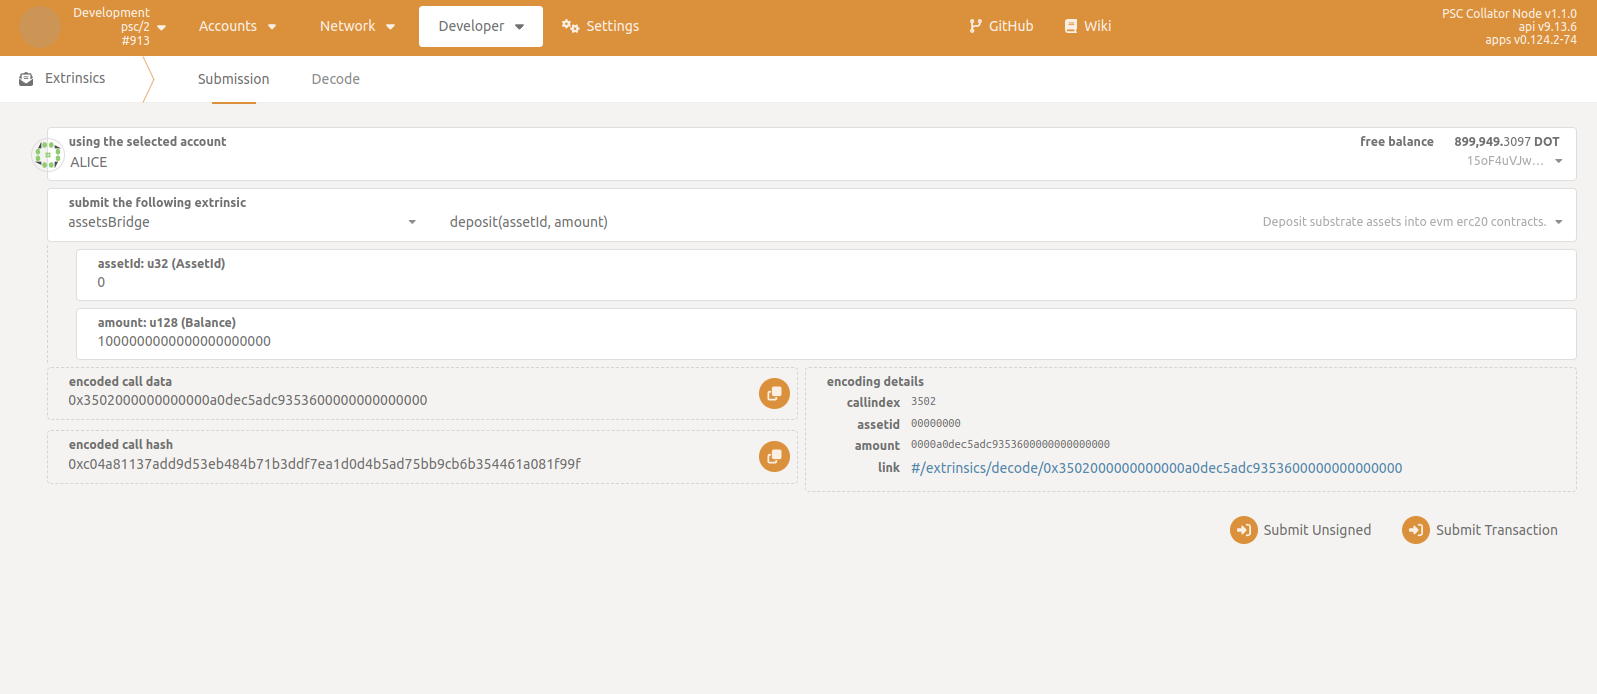 Development
psc/2
#913
Accounts
Network
Developer
Settings
GitHub
Wiki
PSC Collator Node v1.1.0
api v9.13.6
apps v0.124.2-74
Extrinsics
Submission
Decode
using the selected account
ALICE
free balance 899,949.3097 DOT
15oF4uVJw...
submit the following extrinsic
assetsBridge
deposit(assetId, amount)
Deposit substrate assets into evm erc20 contracts.
assetId: u32 (AssetId)
0
amount: u128 (Balance)
1000000000000000000000
encoded call data
0x3502000000000000a0dec5adc9353600000000000000
encoded call hash
0xc04a81137add9d53eb484b71b3ddf7ea1d0d4b5ad75bb9cb6b354461a081f99f
encoding details
callindex 3502
assetid 00000000
amount 0000a0dec5adc9353600000000000000
link #/extrinsics/decode/0x3502000000000000a0dec5adc9353600000000000000
Submit Unsigned
Submit Transaction